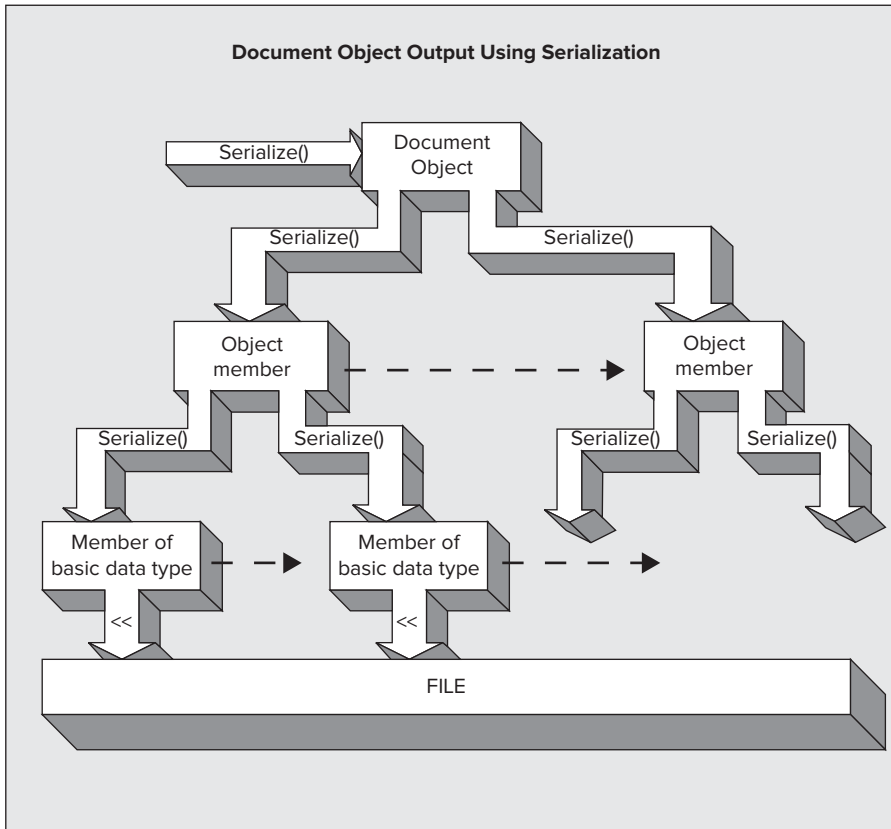 Document Object Output Using Serialization
Serialize()
Document
Object
Serialize()
Serialize()
Object
member
Object
member
Serialize()
Serialize()
Serialize()
Serialize()
Member of
basic data type
Member of
basic data type
<<
<<
FILE